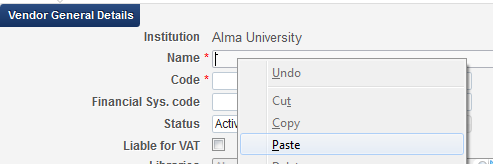 Vendor General Details
Institution Alma University
Name *
Undo
Code *
Cut
Financial Sys. code
Copy
Status Activ
Paste
Liable for VAT